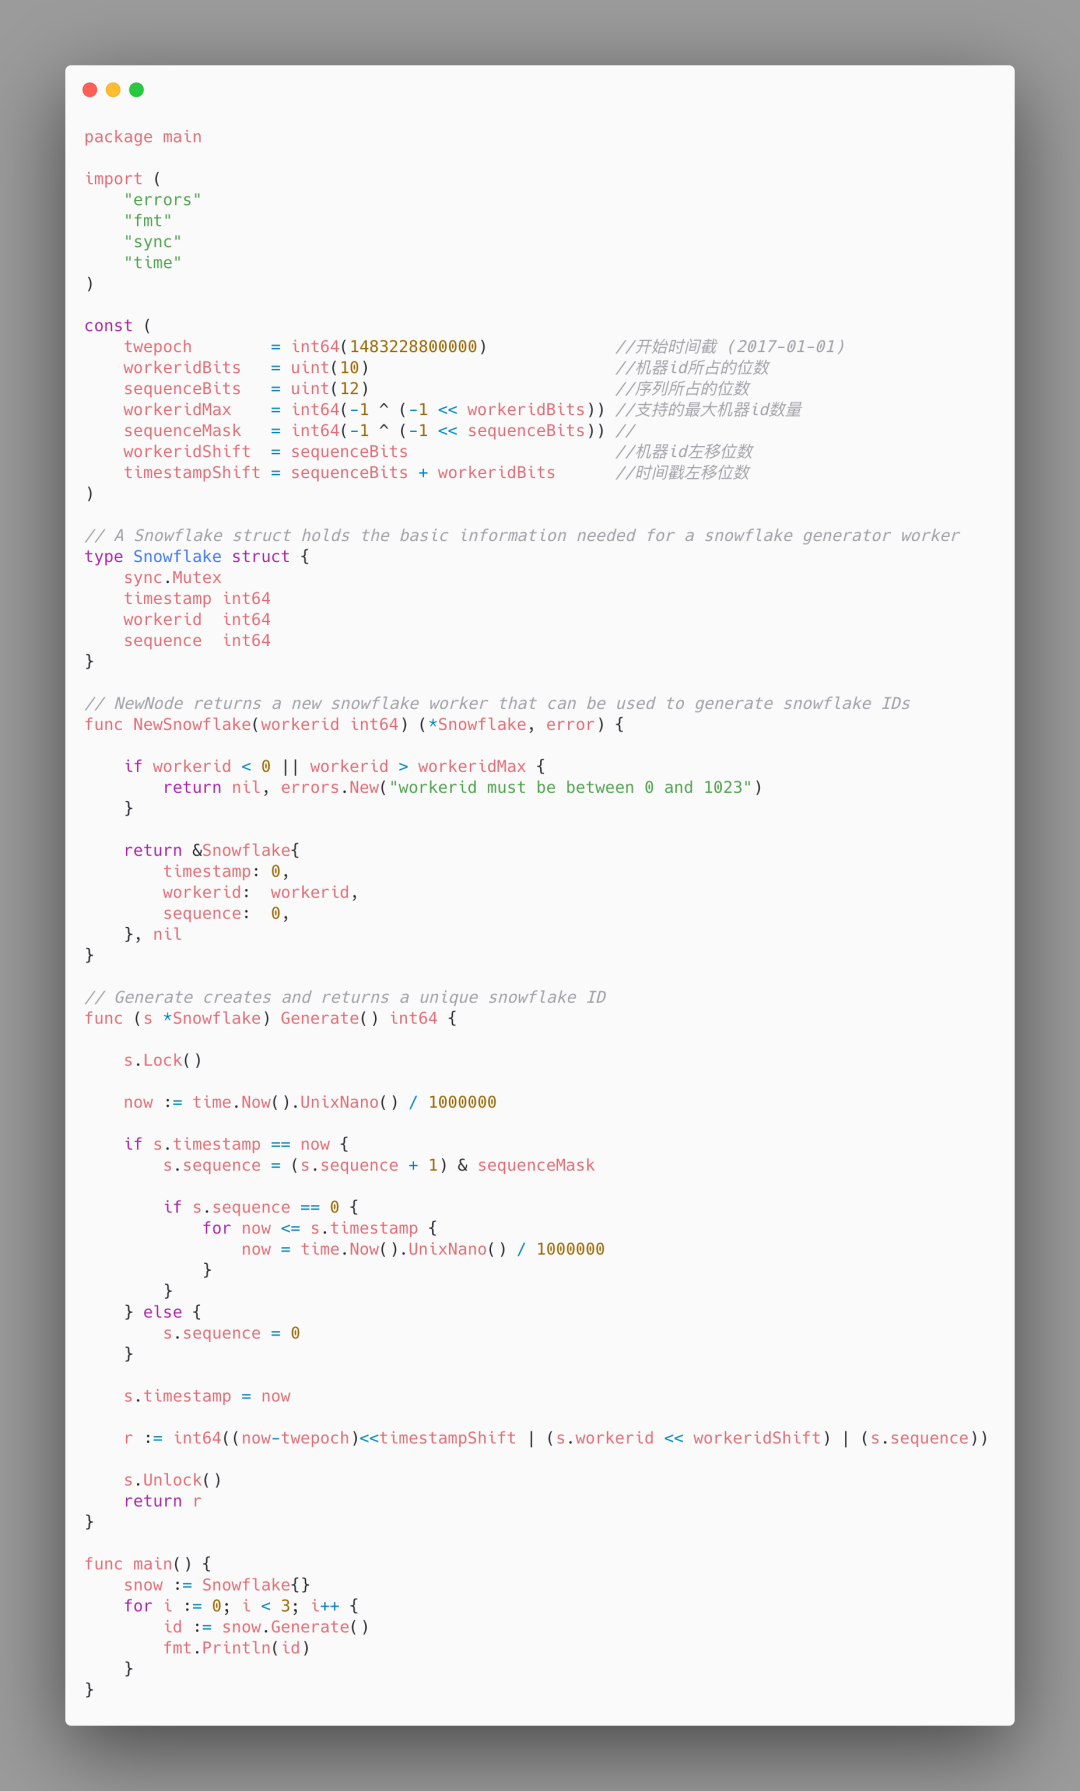 package main

import (
    "errors"
    "fmt"
    "sync"
    "time"
)

const (
    twepoch        = int64(1483228800000)             //开始时间截 (2017-01-01)
    workeridBits   = uint(10)                         //机器id所占的位数
    sequenceBits   = uint(12)                         //序列所占的位数
    workeridMax    = int64(-1 ^ (-1 << workeridBits)) //支持的最大机器id数量
    sequenceMask   = int64(-1 ^ (-1 << sequenceBits)) //
    workeridShift  = sequenceBits                     //机器id左移位数
    timestampShift = sequenceBits + workeridBits      //时间戳左移位数
)

// A Snowflake struct holds the basic information needed for a snowflake generator worker
type Snowflake struct {
    sync.Mutex
    timestamp int64
    workerid  int64
    sequence  int64
}

// NewNode returns a new snowflake worker that can be used to generate snowflake IDs
func NewSnowflake(workerid int64) (*Snowflake, error) {

    if workerid < 0 || workerid > workeridMax {
        return nil, errors.New("workerid must be between 0 and 1023")
    }

    return &Snowflake{
        timestamp: 0,
        workerid:  workerid,
        sequence:  0,
    }, nil
}

// Generate creates and returns a unique snowflake ID
func (s *Snowflake) Generate() int64 {

    s.Lock()

    now := time.Now().UnixNano() / 1000000

    if s.timestamp == now {
        s.sequence = (s.sequence + 1) & sequenceMask

        if s.sequence == 0 {
            for now <= s.timestamp {
                now = time.Now().UnixNano() / 1000000
            }
        }
    } else {
        s.sequence = 0
    }

    s.timestamp = now

    r := int64((now-twepoch)<<timestampShift | (s.workerid << workeridShift) | (s.sequence))

    s.Unlock()
    return r
}

func main() {
    snow := Snowflake{}
    for i := 0; i < 3; i++ {
        id := snow.Generate()
        fmt.Println(id)
    }
}